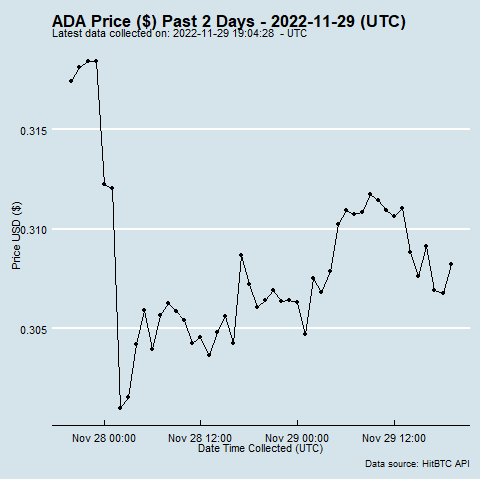 ADA Price ($) Past 2 Days - 2022-11-29 (UTC)
Latest data collected on: 2022-11-29 19:04:28 - UTC
0.315
0.310
0.305
Price USD ($)
Nov 28 00:00 Nov 28 12:00 Nov 29 00:00 Nov 29 12:00
Date Time Collected (UTC)
Data source: HitBTC API